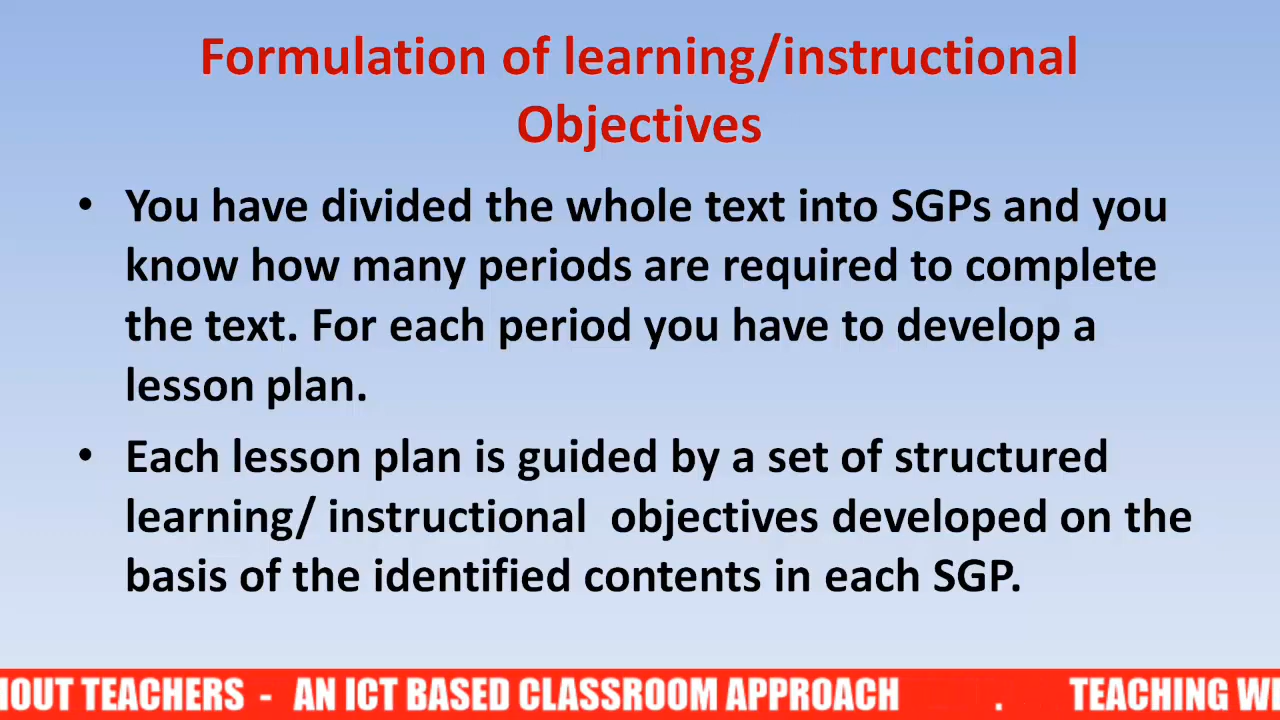 Formulation of learning/instructional
Objectives
• You have divided the whole text into SGPs and you
know how many periods are required to complete
the text. For each period you have to develop a
lesson plan.
• Each lesson plan is guided by a set of structured
learning/ instructional objectives developed on the
basis of the identified contents in each SGP.
TEACHERS - AN ICT BASED CLASSROOM APPROACH . TEACHING